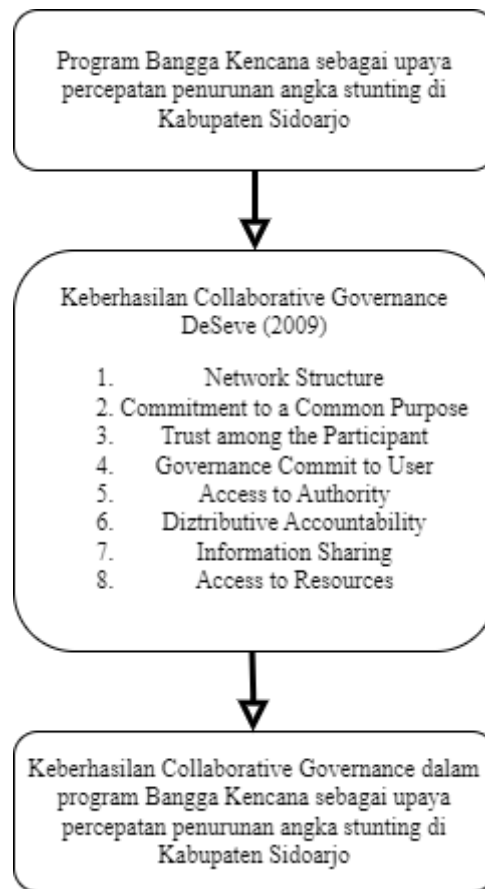 Program Bangga Kencana sebagai upaya
percepatan penurunan angka stunting di
Kabupaten Sidoarjo
Keberhasilan Collaborative Governance
DeSeve (2009)
1. Network Structure
2. Commitment to a Common Purpose
3. Trust among the Participant
4. Governance Commit to User
5. Access to Authority
6. Diztributive Accountability
7. Information Sharing
8. Access to Resources
Keberhasilan Collaborative Governance dalam
program Bangga Kencana sebagai upaya
percepatan penurunan angka stunting di
Kabupaten Sidoarjo